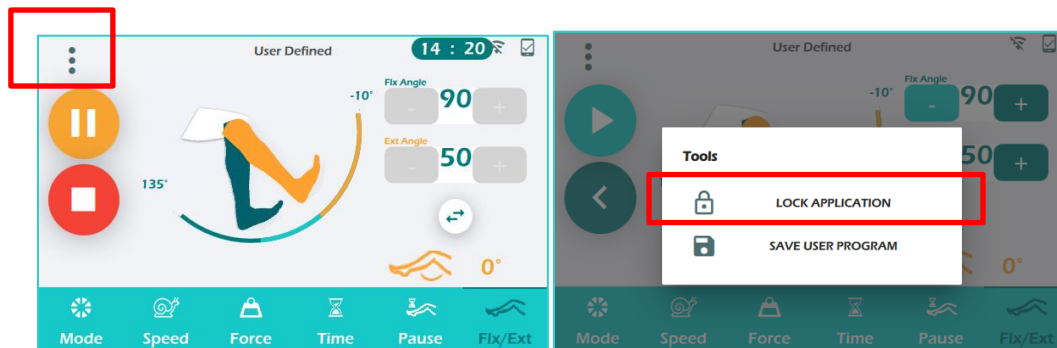 User Defined
14 : 20
Flx Angle
-10°
- 90 +
Ext Angle
- 50 +
135°
0°
Mode Speed Force Time Pause Flx/Ext
User Defined
Flx Angle
-10°
- 90 +
50 +
Tools
LOCK APPLICATION
SAVE USER PROGRAM
0°
Mode Speed Force Time Pause Flx/Ext